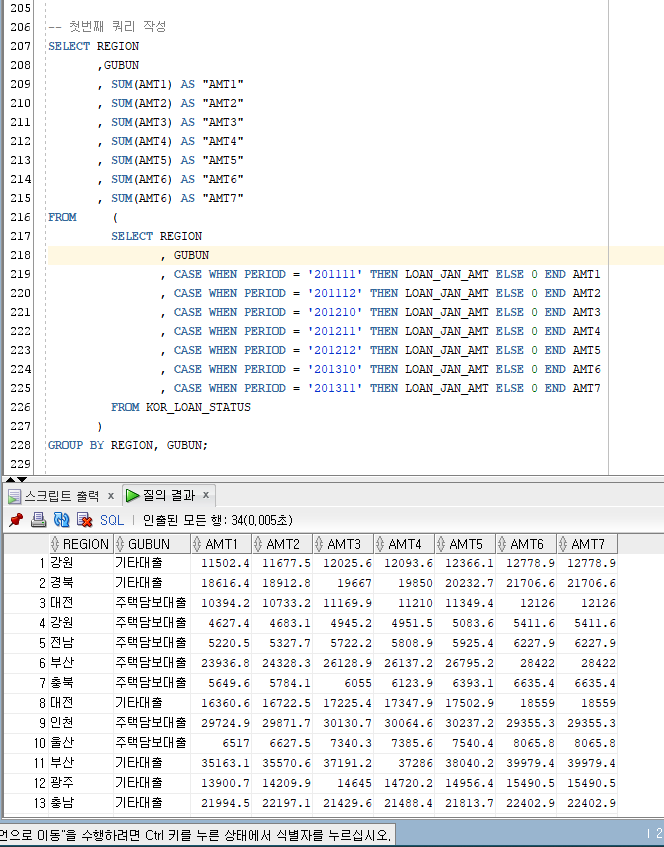 205
206 -- 첫번째 쿼리 작성
207 SELECT REGION
208 ,GUBUN
209 , SUM(AMT1) AS "AMT1"
210 , SUM(AMT2) AS "AMT2"
211 , SUM(AMT3) AS "AMT3"
212 , SUM(AMT4) AS "AMT4"
213 , SUM(AMT5) AS "AMT5"
214 , SUM(AMT6) AS "AMT6"
215 , SUM(AMT6) AS "AMT7"
216 FROM (
217 SELECT REGION
218 , GUBUN
219 , CASE WHEN PERIOD = '201111' THEN LOAN_JAN_AMT ELSE 0 END AMT1
220 , CASE WHEN PERIOD = '201112' THEN LOAN_JAN_AMT ELSE 0 END AMT2
221 , CASE WHEN PERIOD = '201210' THEN LOAN_JAN_AMT ELSE 0 END AMT3
222 , CASE WHEN PERIOD = '201211' THEN LOAN_JAN_AMT ELSE 0 END AMT4
223 , CASE WHEN PERIOD = '201212' THEN LOAN_JAN_AMT ELSE 0 END AMT5
224 , CASE WHEN PERIOD = '201310' THEN LOAN_JAN_AMT ELSE 0 END AMT6
225 , CASE WHEN PERIOD = '201311' THEN LOAN_JAN_AMT ELSE 0 END AMT7
226 FROM KOR_LOAN_STATUS
227 )
228 GROUP BY REGION, GUBUN;
229
스크립트 출력 x 질의 결과 x
SQL | 인출된 모든 행: 34(0,005초)
REGION GUBUN AMT1 AMT2 AMT3 AMT4 AMT5 AMT6 AMT7
1 강원 기타대출 11502.4 11677.5 12025.6 12093.6 12366.1 12778.9 12778.9
2 경북 기타대출 18616.4 18912.8 19667 19850 20232.7 21706.6 21706.6
3 대전 주택담보대출 10394.2 10733.2 11169.9 11210 11349.4 12126 12126
4 강원 주택담보대출 4627.4 4683.1 4945.2 4951.5 5083.6 5411.6 5411.6
5 전남 주택담보대출 5220.5 5327.7 5722.2 5808.9 5925.4 6227.9 6227.9
6 부산 주택담보대출 23936.8 24328.3 26128.9 26137.2 26795.2 28422 28422
7 충북 주택담보대출 5649.6 5784.1 6055 6123.9 6393.1 6635.4 6635.4
8 대전 기타대출 16360.6 16722.5 17225.4 17347.9 17502.9 18559 18559
9 인천 주택담보대출 29724.9 29871.7 30130.7 30064.6 30237.2 29355.3 29355.3
10 울산 주택담보대출 6517 6627.5 7340.3 7385.6 7540.4 8065.8 8065.8
11 부산 기타대출 35163.1 35570.6 37191.2 37286 38040.2 39979.4 39979.4
12 광주 기타대출 13900.7 14209.9 14645 14720.2 14956.4 15490.5 15490.5
13 충남 기타대출 21994.5 22197.1 21429.6 21488.4 21813.7 22402.9 22402.9
언으로 이동"을 수행하려면 Ctrl 키를 누른 상태에서 식별자를 누르십시오. | 2